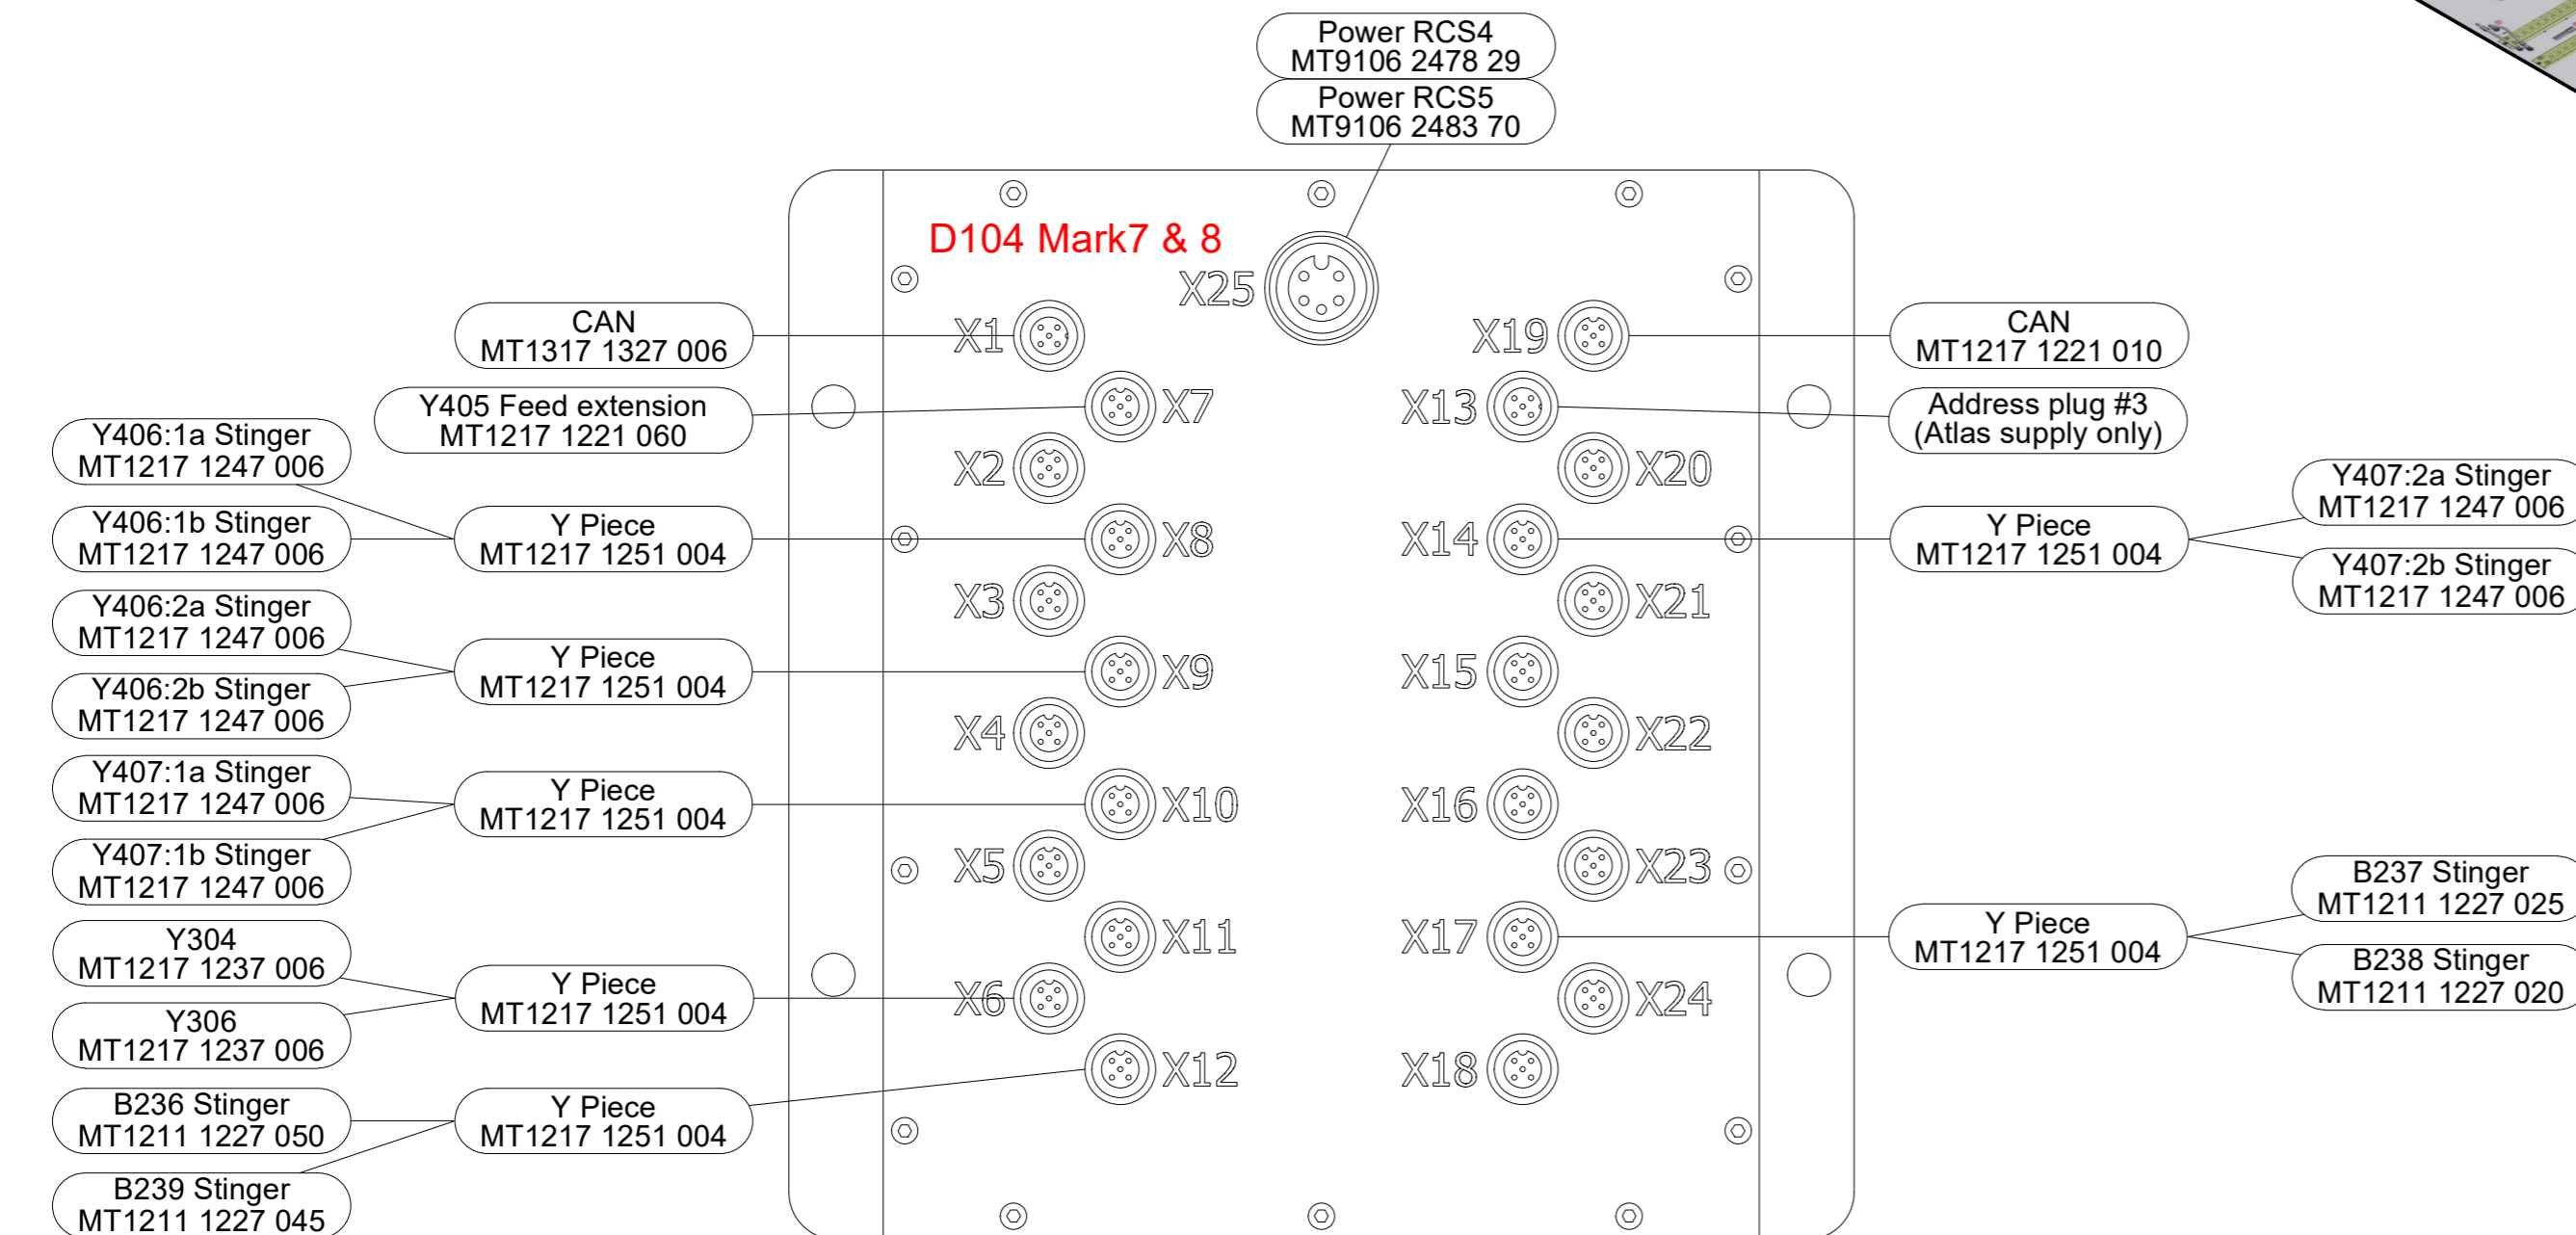 Power RCS4
MT9106 2478 29
Power RCS5
MT9106 2483 70
D104 Mark7 & 8
X25
CAN
MT1317 1327 006
X1
X19
CAN
MT1217 1221 010
Y405 Feed extension
MT1217 1221 060
X7
X13
Address plug #3
(Atlas supply only)
Y406:1a Stinger
MT1217 1247 006
X2
X20
Y407:2a Stinger
MT1217 1247 006
Y406:1b Stinger
MT1217 1247 006
Y Piece
MT1217 1251 004
X8
X14
Y Piece
MT1217 1251 004
Y407:2b Stinger
MT1217 1247 006
Y406:2a Stinger
MT1217 1247 006
X3
X21
Y Piece
MT1217 1251 004
X9
X15
Y406:2b Stinger
MT1217 1247 006
X4
X22
Y407:1a Stinger
MT1217 1247 006
Y Piece
MT1217 1251 004
X10
X16
Y407:1b Stinger
MT1217 1247 006
X5
X23
B237 Stinger
MT1211 1227 025
Y304
MT1217 1237 006
X11
X17
Y Piece
MT1217 1251 004
B238 Stinger
MT1211 1227 020
Y Piece
MT1217 1251 004
X6
X24
Y306
MT1217 1237 006
X12
X18
B236 Stinger
MT1211 1227 050
Y Piece
MT1217 1251 004
B239 Stinger
MT1211 1227 045